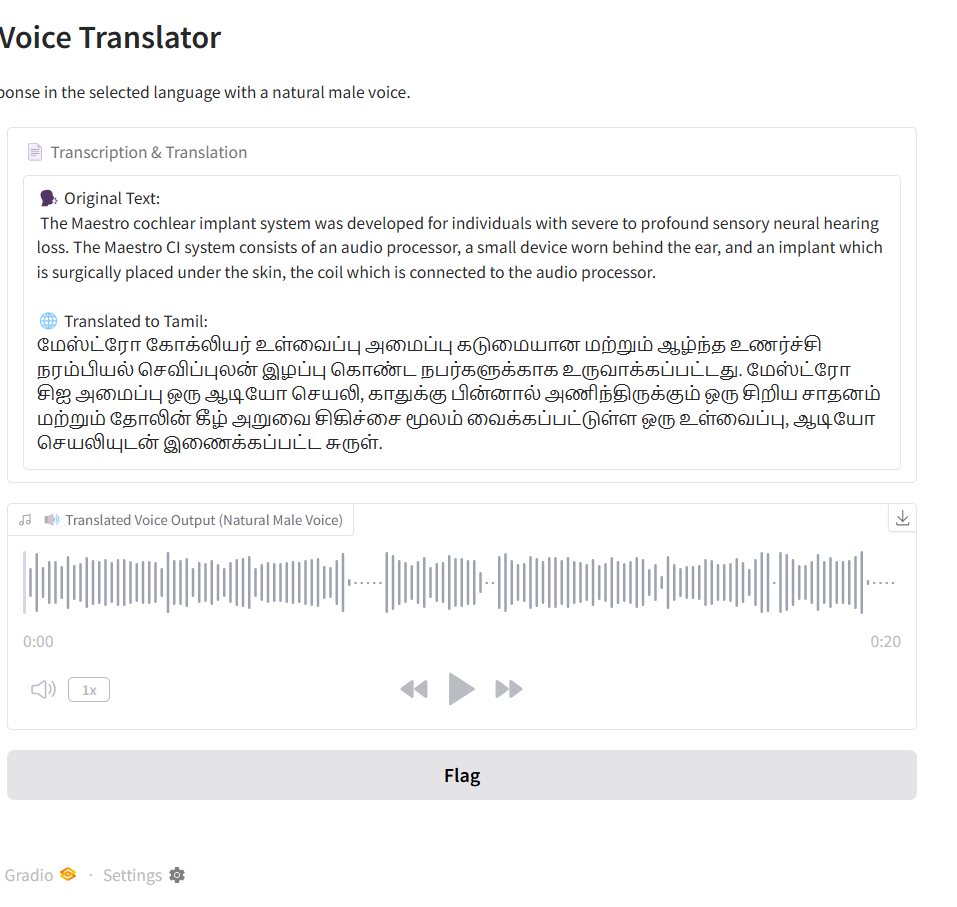 Voice Translator
ponse in the selected language with a natural male voice.
Transcription & Translation
Original Text:
The Maestro cochlear implant system was developed for individuals with severe to profound sensory neural hearing
loss. The Maestro CI system consists of an audio processor, a small device worn behind the ear, and an implant which
is surgically placed under the skin, the coil which is connected to the audio processor.
Translated to Tamil:
மேஸ்ட்ரோ கோக்லியர் உள்வைப்பு அமைப்பு கடுமையான மற்றும் ஆழ்ந்த உணர்ச்சி
நரம்பியல் செவிப்புலன் இழப்பு கொண்ட நபர்களுக்காக உருவாக்கப்பட்டது. மேஸ்ட்ரோ
சிஐ அமைப்பு ஒரு ஆடியோ செயலி, காதுக்கு பின்னால் அணிந்திருக்கும் ஒரு சிறிய சாதனம்
மற்றும் தோலின் கீழ் அறுவை சிகிச்சை மூலம் வைக்கப்பட்டுள்ள ஒரு உள்வைப்பு, ஆடியோ
செயலியுடன் இணைக்கப்பட்ட சுருள்.
Translated Voice Output (Natural Male Voice)
0:00
0:20
1x
Flag
Gradio · Settings